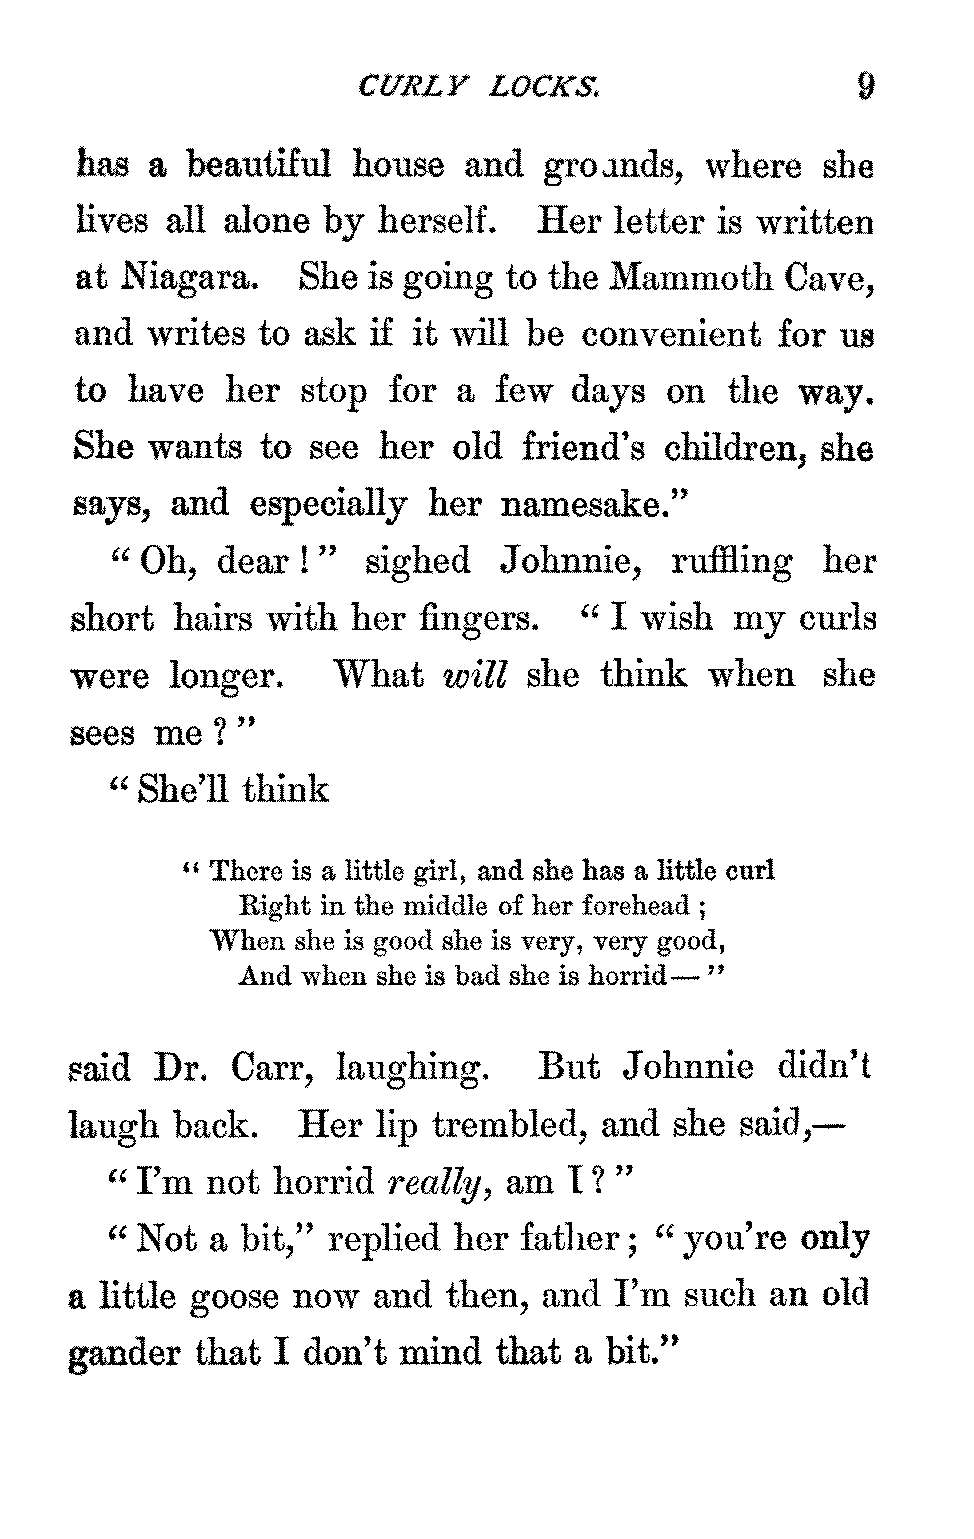 CURLY LOCKS. 9
has a beautiful house and grounds, where she
lives all alone by herself. Her letter is written
at Niagara. She is going to the Mammoth Cave,
and writes to ask if it will be convenient for us
to have her stop for a few days on the way.
She wants to see her old friend's children, she
says, and especially her namesake."
"Oh, dear!" sighed Johnnie, ruffling her
short hairs with her fingers. "I wish my curls
were longer. What will she think when she
sees me?"
"She'll think
"There is a little girl, and she has a little curl
Right in the middle of her forehead;
When she is good she is very, very good,
And when she is bad she is horrid—"
said Dr. Carr, laughing. But Johnnie didn't
laugh back. Her lip trembled, and she said,—
"I'm not horrid really, am I?"
"Not a bit," replied her father; "you're only
a little goose now and then, and I'm such an old
gander that I don't mind that a bit."